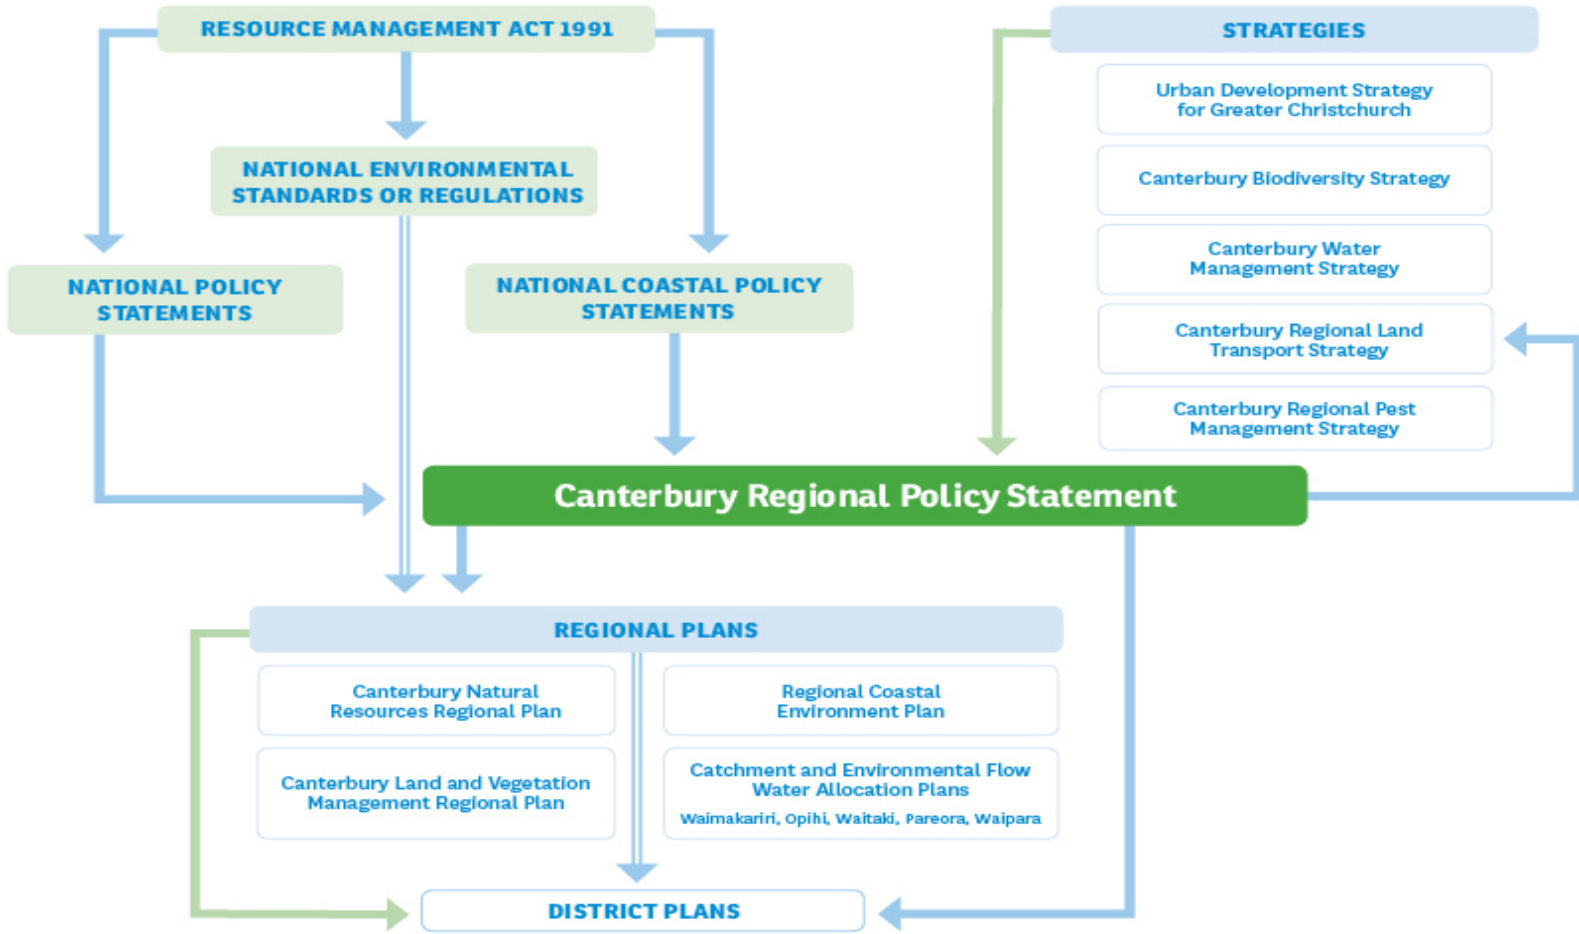 RESOURCE MANAGEMENT ACT 1991
NATIONAL ENVIRONMENTAL
STANDARDS OR REGULATIONS
NATIONAL POLICY
STATEMENTS
NATIONAL COASTAL POLICY
STATEMENTS
STRATEGIES
Urban Development Strategy
for Greater Christchurch
Canterbury Biodiversity Strategy
Canterbury Water
Management Strategy
Canterbury Regional Land
Transport Strategy
Canterbury Regional Pest
Management Strategy
Canterbury Regional Policy Statement
REGIONAL PLANS
Canterbury Natural
Resources Regional Plan
Regional Coastal
Environment Plan
Canterbury Land and Vegetation
Management Regional Plan
Catchment and Environmental Flow
Water Allocation Plans
Waimakariri, Opihi, Waitaki, Pareora, Waipara
DISTRICT PLANS